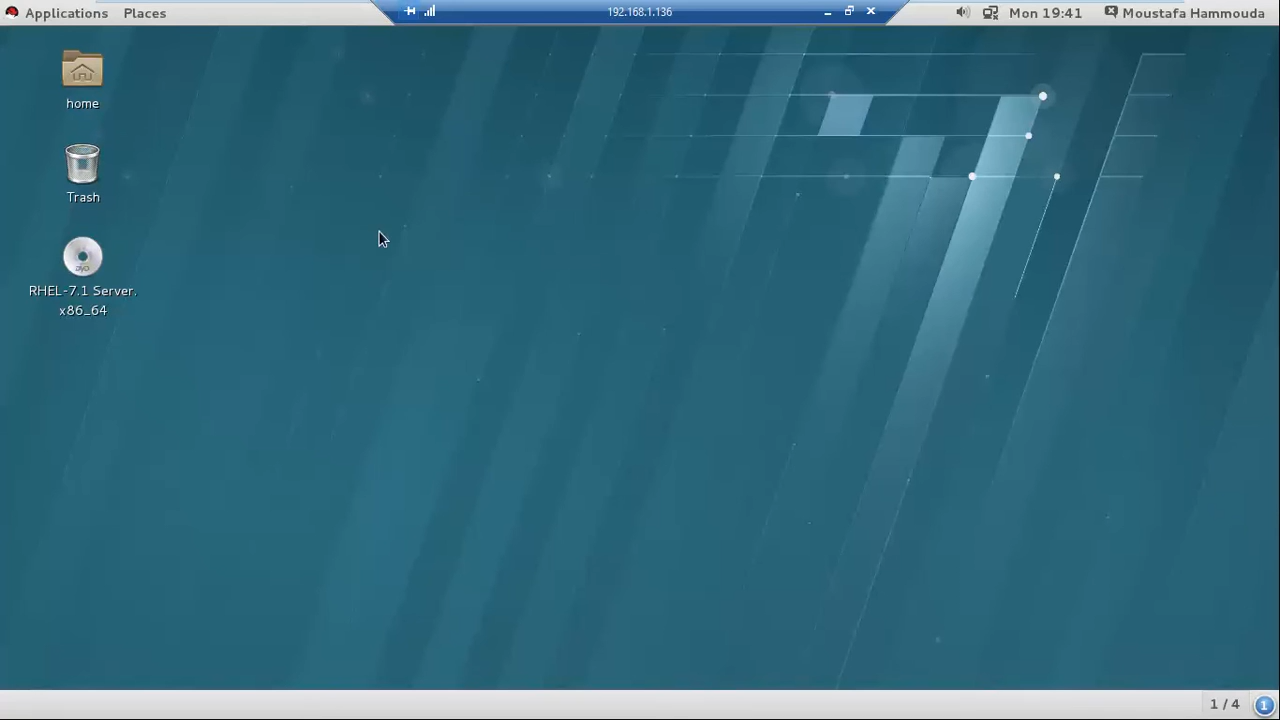 Applications Places 192.168.1.136 Mon 19:41 Moustafa Hammouda
home
Trash
DVD
RHEL-7.1 Server.
x86_64
1 / 4 1